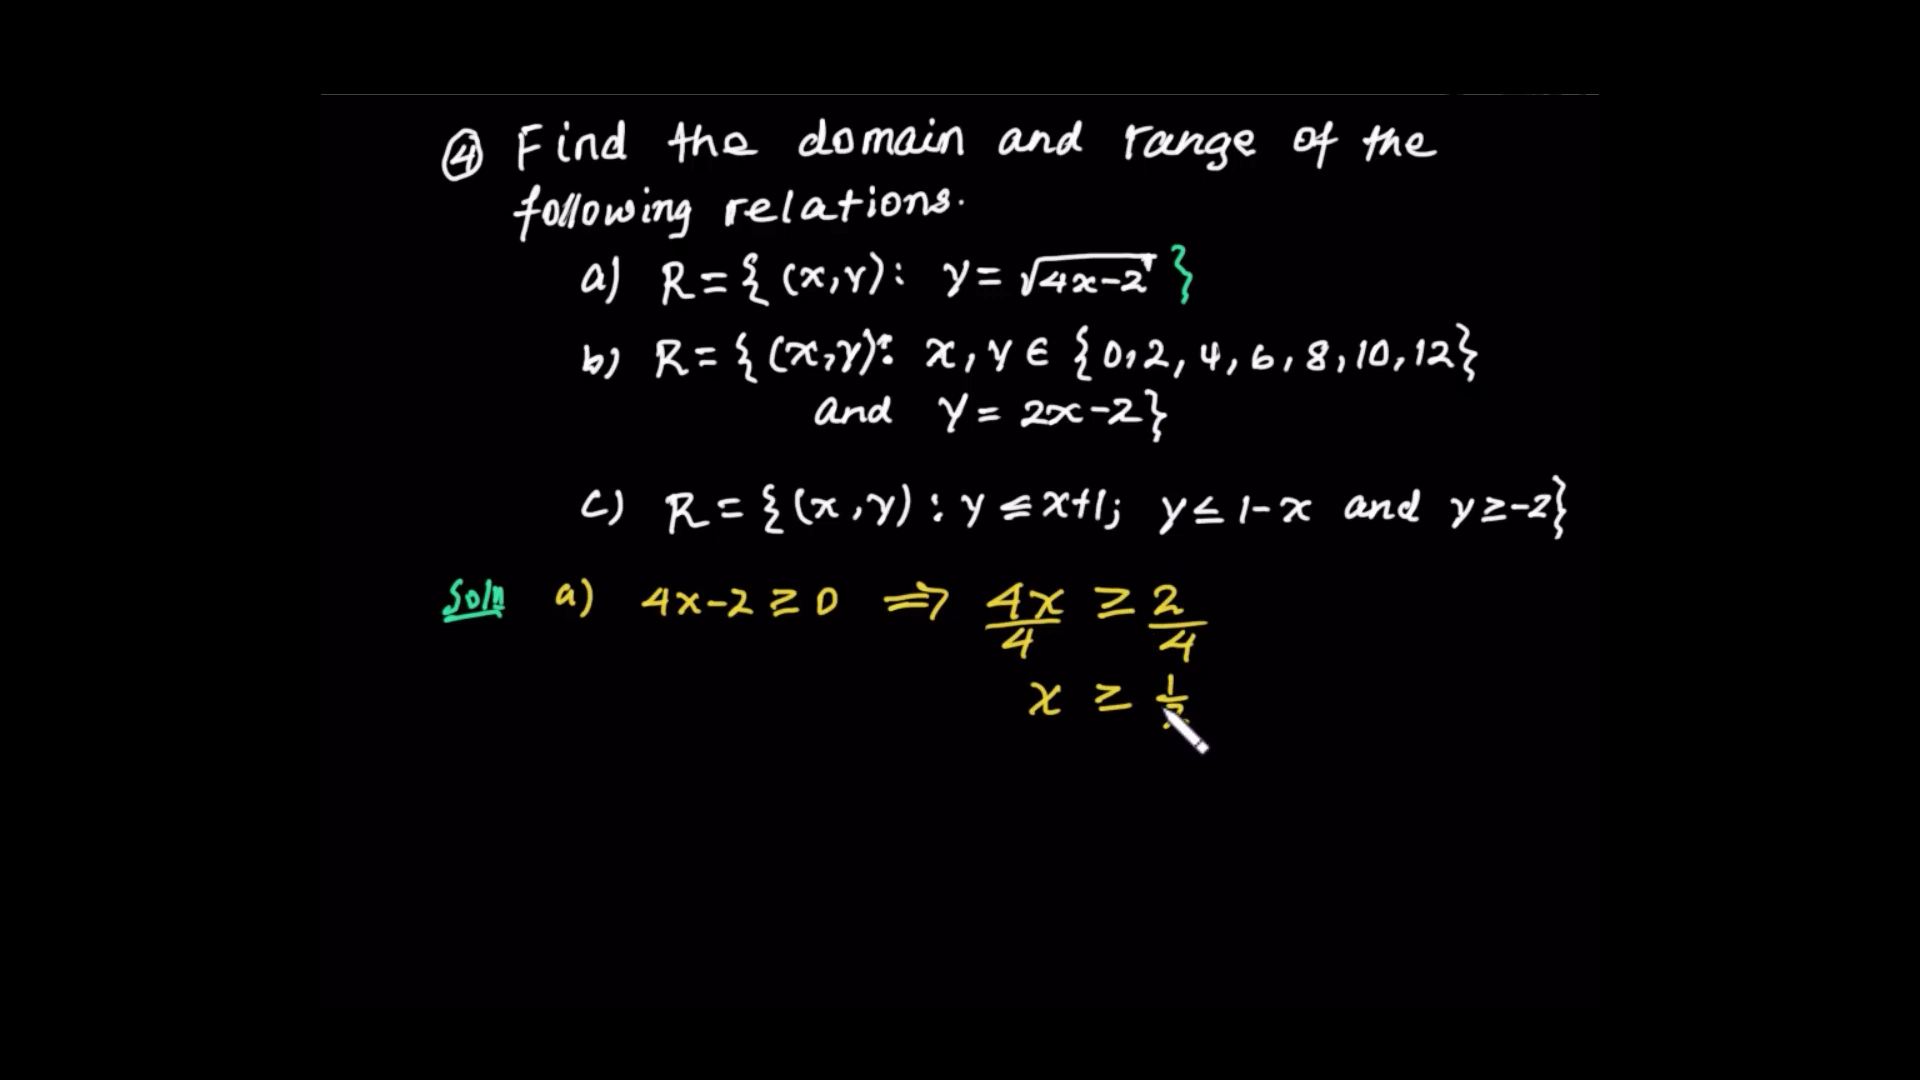 ④ Find the domain and range of the
following relations.
a) R = { (x,y): y = √(4x-2) }
b) R = { (x,y): x, y ∈ {0, 2, 4, 6, 8, 10, 12}
and y = 2x-2}
c) R = {(x,y) : y ≤ x+1; y ≤ 1-x and y ≥ -2}
Soln a) 4x-2 ≥ 0 ⇒ 4x/4 ≥ 2/4
x ≥ 1/2